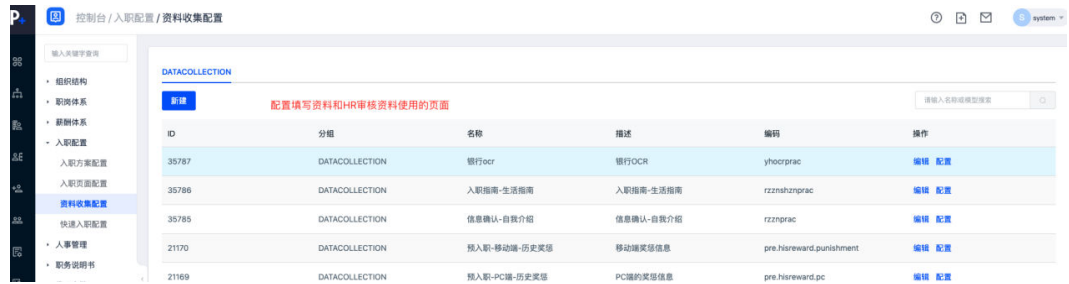 P.
控制台 / 入职配置 / 资料收集配置
S system
输入关键字查询
组织结构
职岗体系
薪酬体系
入职配置
入职方案配置
入职页面配置
资料收集配置
快速入职配置
人事管理
职务说明书
DATACOLLECTION
新建
配置填写资料和HR审核资料使用的页面
请输入名称或模型搜索
ID 分组 名称 描述 编码 操作
35787 DATACOLLECTION 银行ocr 银行OCR yhocrprac 编辑 配置
35786 DATACOLLECTION 入职指南-生活指南 入职指南-生活指南 rzznshznprac 编辑 配置
35785 DATACOLLECTION 信息确认-自我介绍 信息确认-自我介绍 rzznprac 编辑 配置
21170 DATACOLLECTION 预入职-移动端-历史奖惩 移动端奖惩信息 pre.hisreward.punishment 编辑 配置
21169 DATACOLLECTION 预入职-PC端-历史奖惩 PC端的奖惩信息 pre.hisreward.pc 编辑 配置